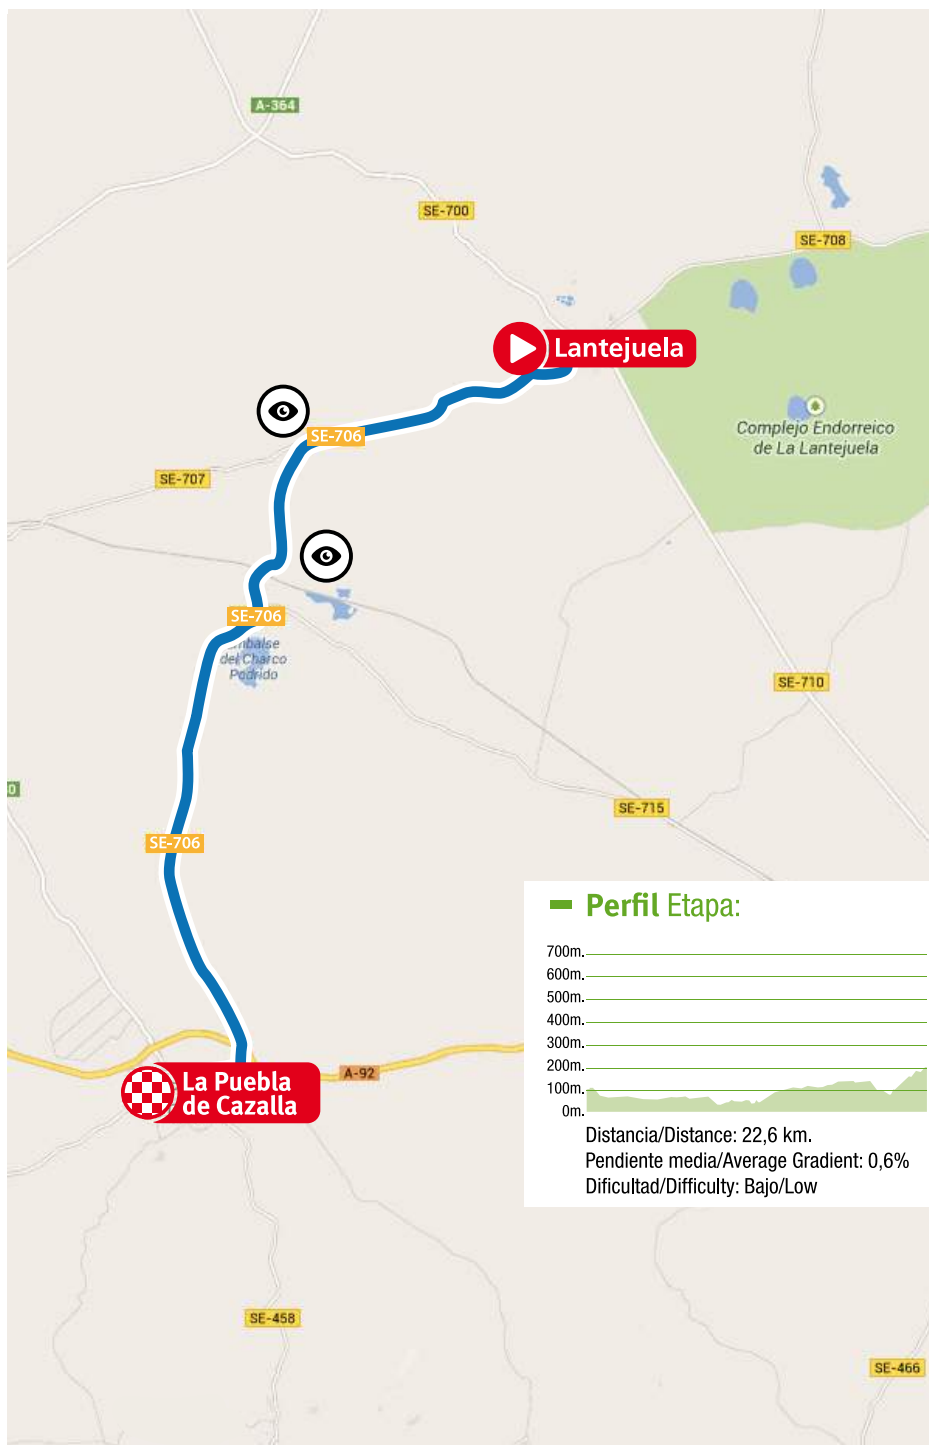 A-364
SE-700
SE-708
Lantejuela
SE-706
Complejo Endorreico
de La Lantejuela
SE-707
SE-706
del Charco
Podrido
SE-710
0
SE-715
SE-706
Perfil Etapa:
700m.
600m.
500m.
400m.
300m.
200m.
100m.
0m.
Distancia/Distance: 22,6 km.
Pendiente media/Average Gradient: 0,6%
Dificultad/Difficulty: Bajo/Low
A-92
La Puebla
de Cazalla
SE-458
SE-466